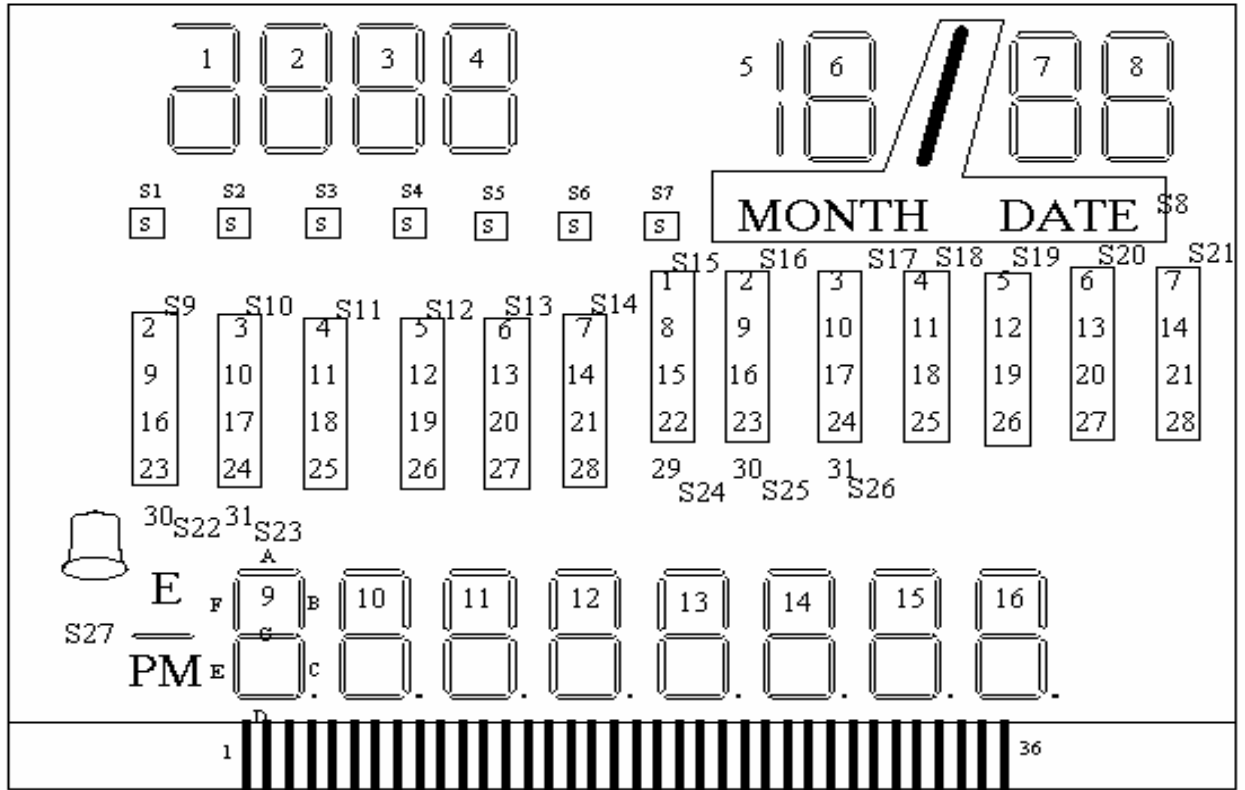 1 2 3 4 5 6 7 8
S1 S2 S3 S4 S5 S6 S7
S S S S S S S
MONTH DATE S8
S15 S16 S17 S18 S19 S20 S21
1 2 3 4 5 6 7
S9 S10 S11 S12 S13 S14
2 3 4 5 6 7 8 9 10 11 12 13 14
9 10 11 12 13 14 15 16 17 18 19 20 21
16 17 18 19 20 21 22 23 24 25 26 27 28
23 24 25 26 27 28 29 30 31
S24 S25 S26
30 S22 31 S23
A
E F 9 B 10 11 12 13 14 15 16
S27 G
PM E C
D
1 36